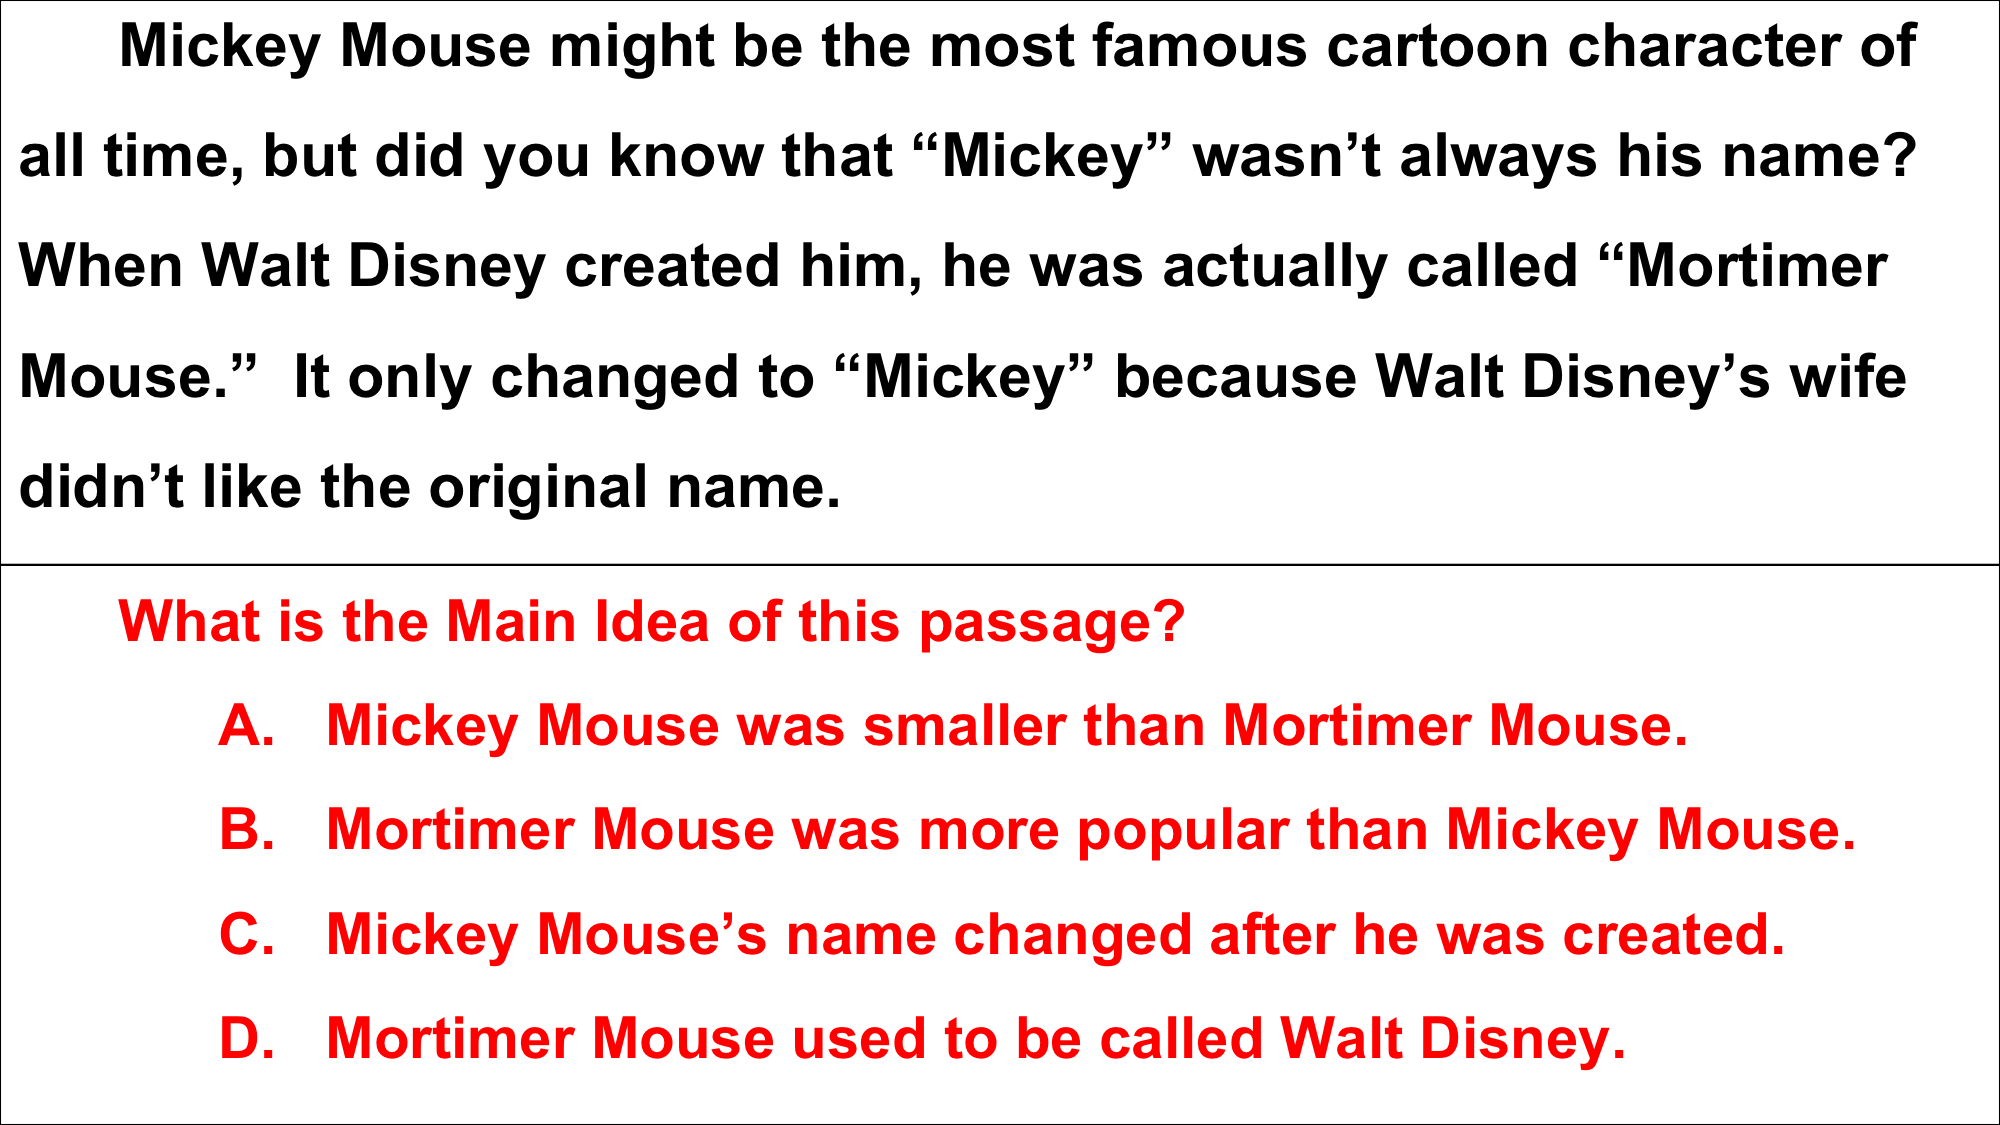 Mickey Mouse might be the most famous cartoon character of
all time, but did you know that “Mickey” wasn’t always his name?
When Walt Disney created him, he was actually called “Mortimer
Mouse.”  It only changed to “Mickey” because Walt Disney’s wife
didn’t like the original name.
What is the Main Idea of this passage?
A. Mickey Mouse was smaller than Mortimer Mouse.
B. Mortimer Mouse was more popular than Mickey Mouse.
C. Mickey Mouse’s name changed after he was created.
D. Mortimer Mouse used to be called Walt Disney.